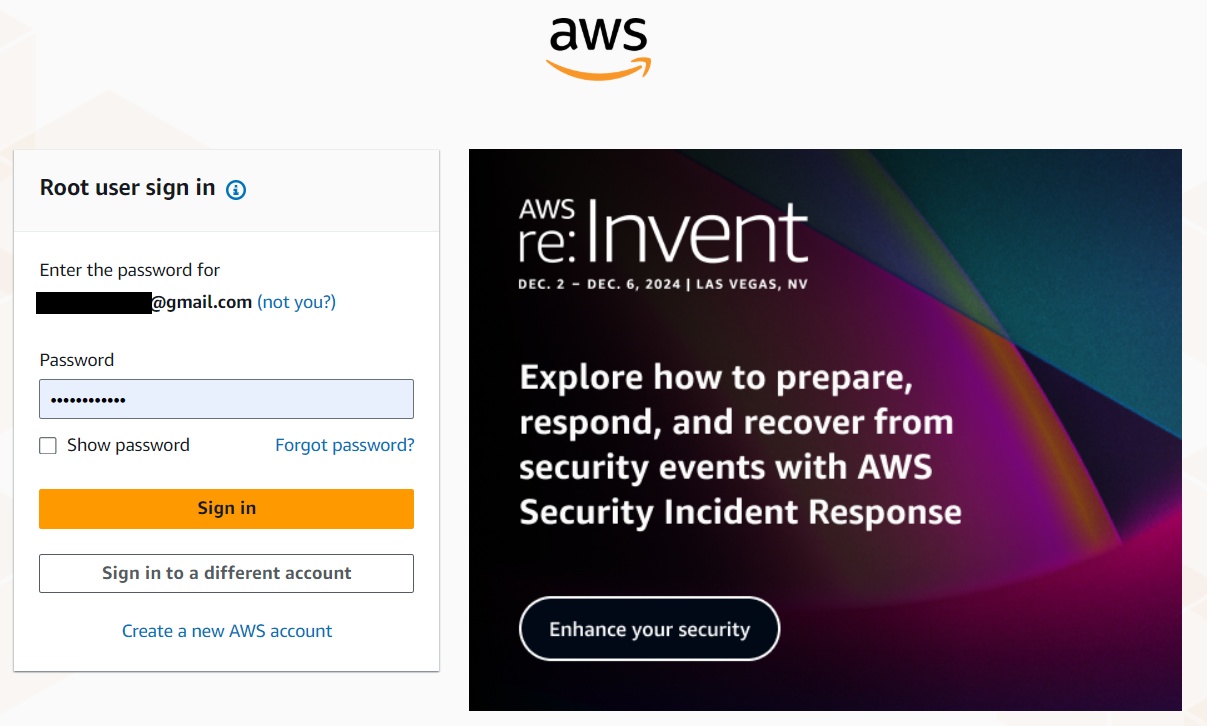 aws
Root user sign in
Enter the password for
@gmail.com (not you?)
Password
••••••••••••
Show password
Forgot password?
Sign in
Sign in to a different account
Create a new AWS account
AWS
re:Invent
DEC. 2 – DEC. 6, 2024 | LAS VEGAS, NV
Explore how to prepare,
respond, and recover from
security events with AWS
Security Incident Response
Enhance your security